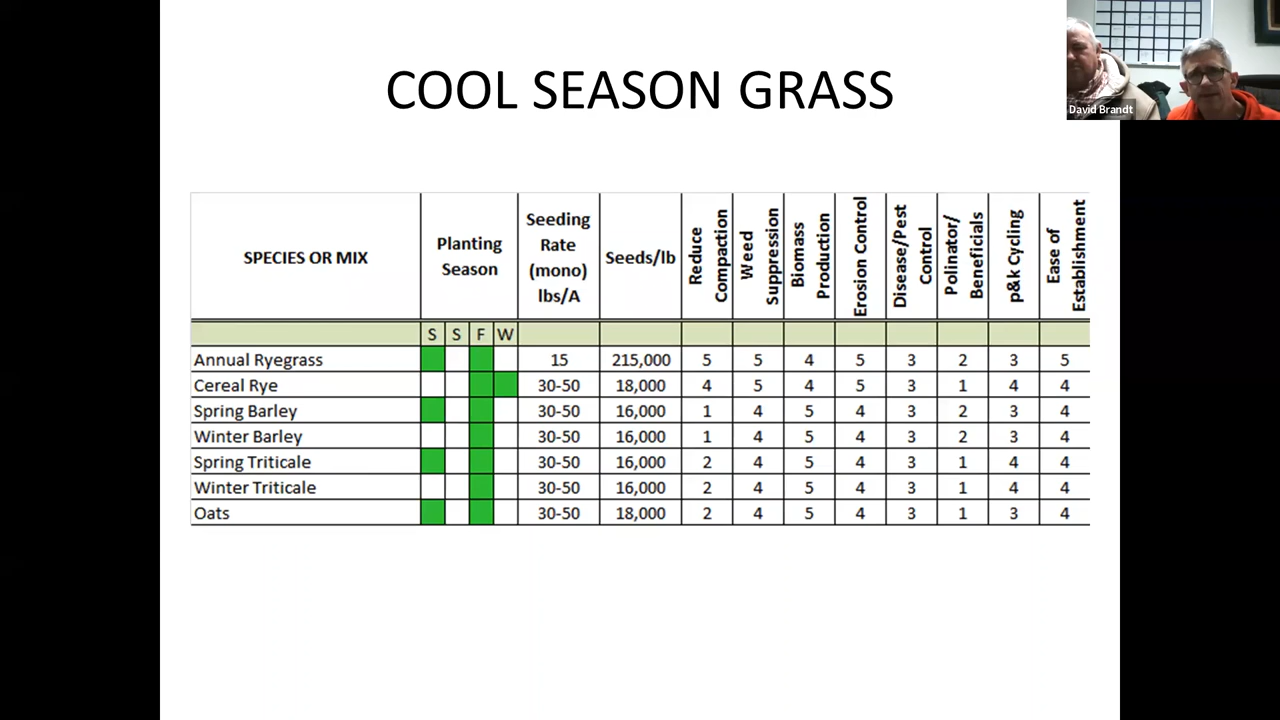 COOL SEASON GRASS
David Brandt
SPECIES OR MIX
Planting
Season
Seeding
Rate
(mono)
lbs/A
Seeds/lb
Reduce
Compaction
Weed
Suppression
Biomass
Production
Erosion Control
Disease/Pest
Control
Polinator/
Beneficials
p&k Cycling
Ease of
Establishment
S S F W
Annual Ryegrass 15 215,000 5 5 4 5 3 2 3 5
Cereal Rye 30-50 18,000 4 5 4 5 3 1 4 4
Spring Barley 30-50 16,000 1 4 5 4 3 2 3 4
Winter Barley 30-50 16,000 1 4 5 4 3 2 3 4
Spring Triticale 30-50 16,000 2 4 5 4 3 1 4 4
Winter Triticale 30-50 16,000 2 4 5 4 3 1 4 4
Oats 30-50 18,000 2 4 5 4 3 1 3 4